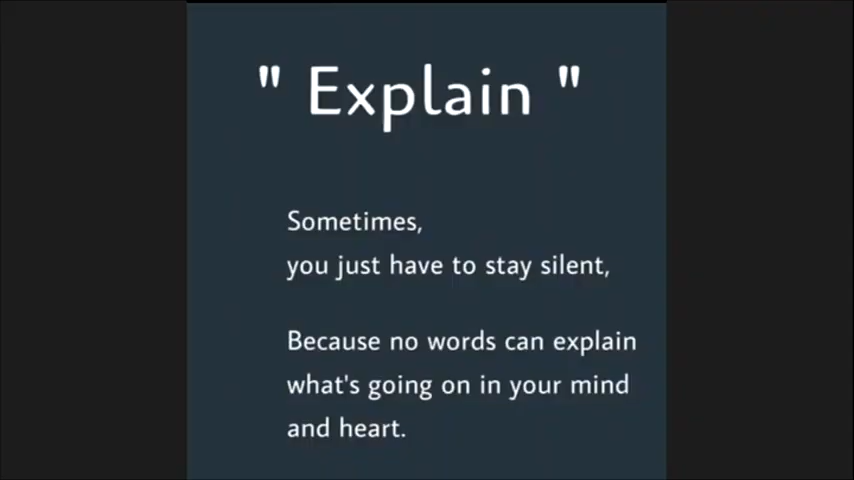 " Explain "
Sometimes,
you just have to stay silent,
Because no words can explain
what's going on in your mind
and heart.